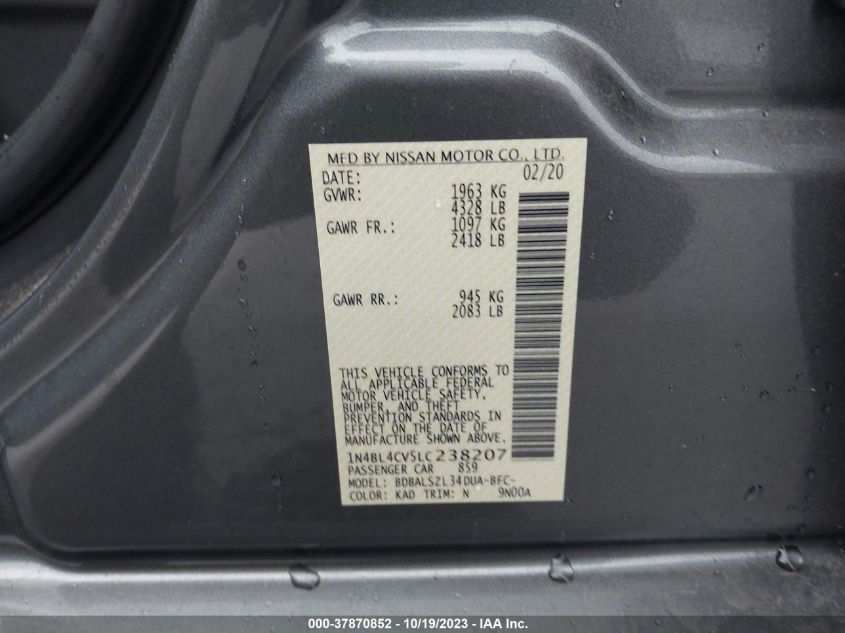 MFD BY NISSAN MOTOR CO., LTD.
DATE: 02/20
GVWR: 1963 KG
4328 LB
GAWR FR.: 1097 KG
2418 LB
GAWR RR.: 945 KG
2083 LB
THIS VEHICLE CONFORMS TO
ALL APPLICABLE FEDERAL
MOTOR VEHICLE SAFETY,
BUMPER, AND THEFT
PREVENTION STANDARDS IN
EFFECT ON THE DATE OF
MANUFACTURE SHOWN ABOVE.
1N4BL4CV5LC238207
PASSENGER CAR 859
MODEL: BDBALSZL34DUA-BFC-
COLOR: KAD TRIM: N 9N00A
000-37870852 - 10/19/2023 - IAA Inc.